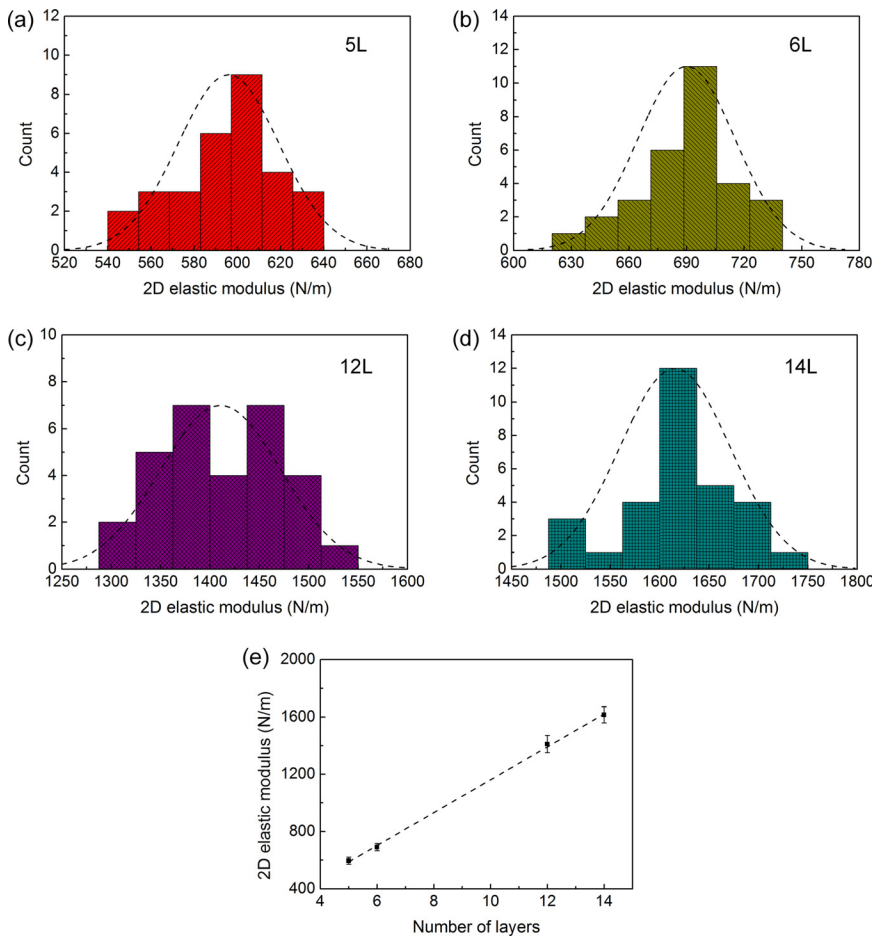 (a)
5L
12
10
8
6
4
2
0
Count
520 540 560 580 600 620 640 660 680
2D elastic modulus (N/m)
(b)
6L
14
12
10
8
6
4
2
0
Count
600 630 660 690 720 750 780
2D elastic modulus (N/m)
(c)
12L
10
8
6
4
2
0
Count
1250 1300 1350 1400 1450 1500 1550 1600
2D elastic modulus (N/m)
(d)
14L
14
12
10
8
6
4
2
0
Count
1450 1500 1550 1600 1650 1700 1750 1800
2D elastic modulus (N/m)
(e)
2000
1600
1200
800
400
2D elastic modulus (N/m)
4 6 8 10 12 14
Number of layers